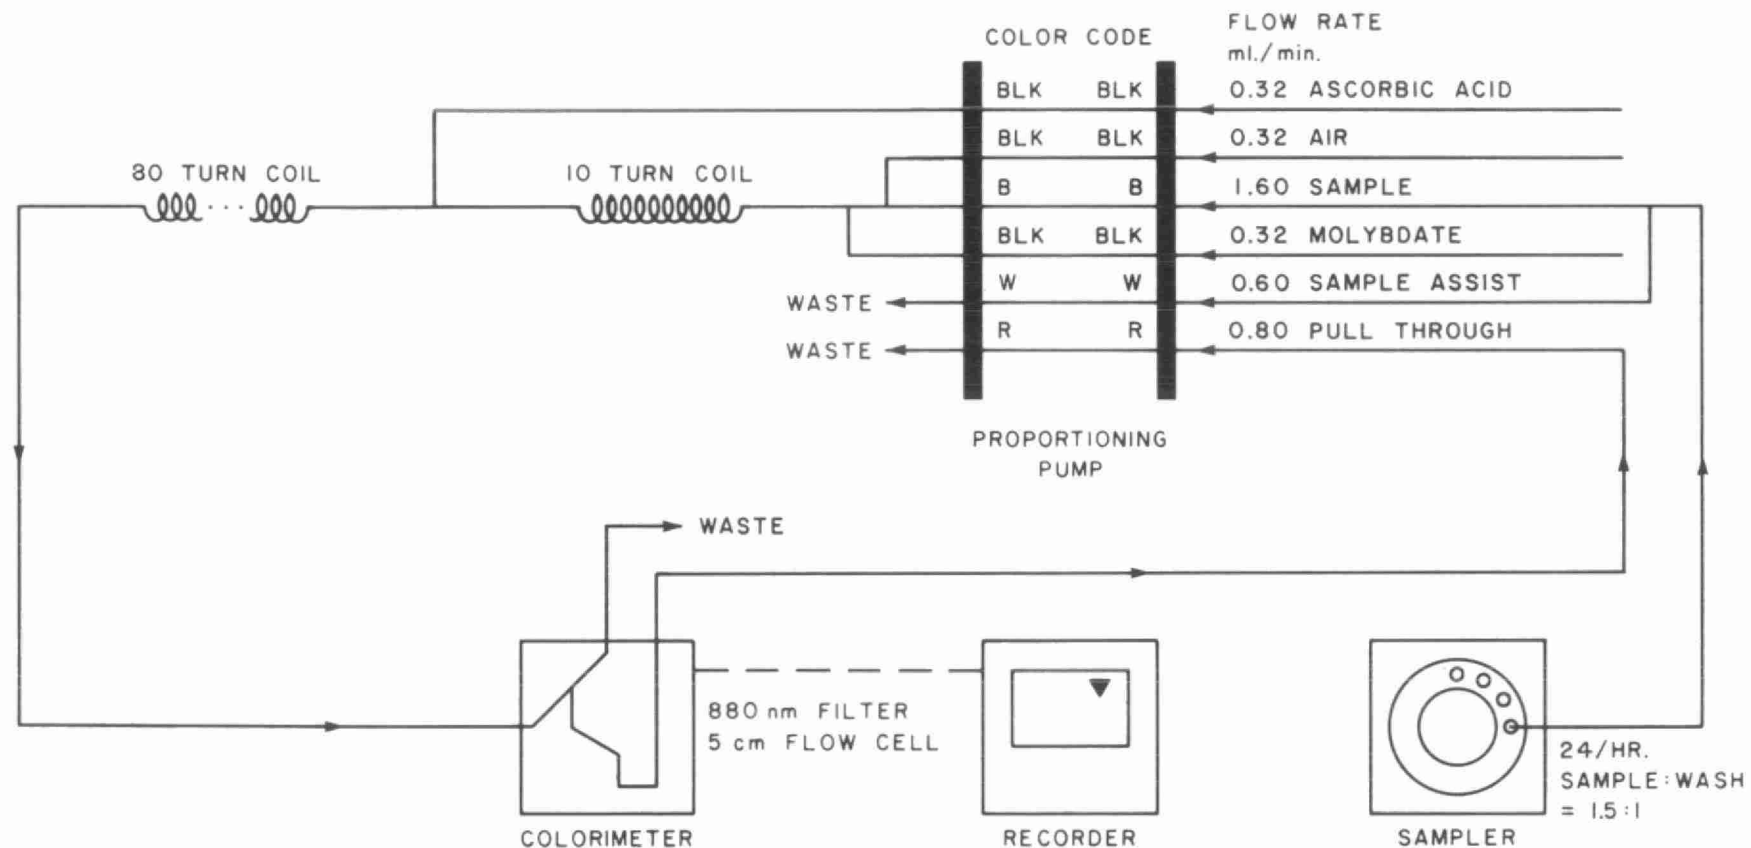 COLOR CODE
FLOW RATE
ml./min.
BLK BLK 0.32 ASCORBIC ACID
BLK BLK 0.32 AIR
80 TURN COIL
10 TURN COIL
B B 1.60 SAMPLE
BLK BLK 0.32 MOLYBDATE
W W 0.60 SAMPLE ASSIST
WASTE
R R 0.80 PULL THROUGH
WASTE
PROPORTIONING
PUMP
WASTE
880 nm FILTER
5 cm FLOW CELL
24/HR.
SAMPLE:WASH
= 1.5:1
COLORIMETER
RECORDER
SAMPLER